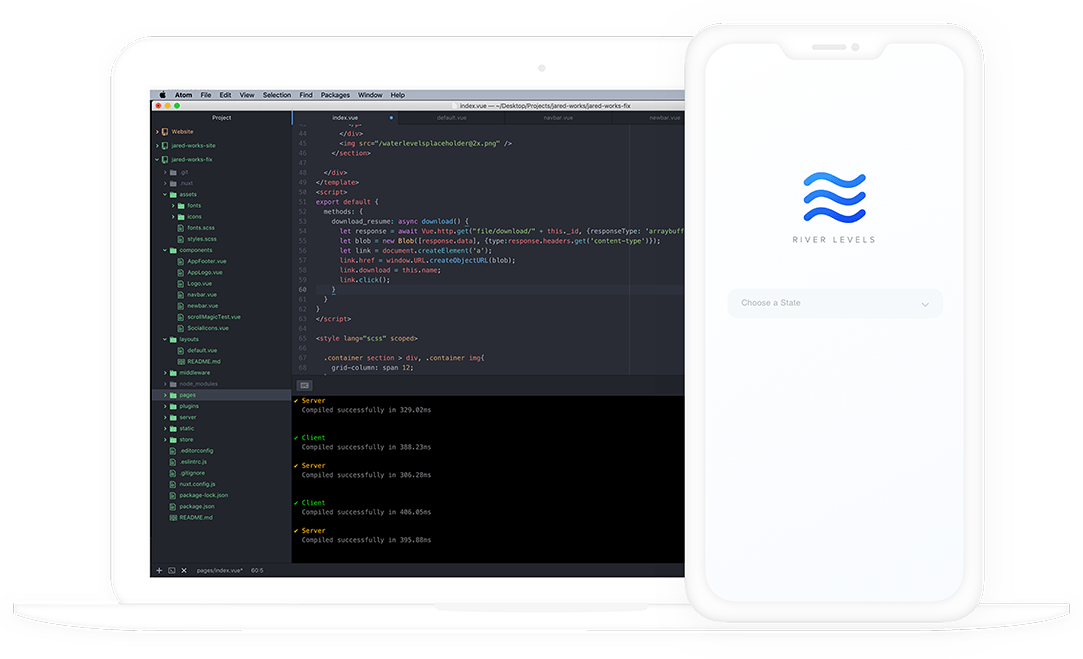 Atom File Edit View Selection Find Packages Window Help
index.vue — ~/Desktop/Projects/jared-works/jared-works-fix
Project
index.vue default.vue navbar.vue newbar.vue
Website
jared-works-site
jared-works-fix
.git
.nuxt
assets
fonts
icons
fonts.scss
styles.scss
components
AppFooter.vue
AppLogo.vue
Logo.vue
navbar.vue
newbar.vue
scrollMagicTest.vue
SocialIcons.vue
layouts
default.vue
README.md
middleware
node_modules
pages
plugins
server
static
store
.editorconfig
.eslintrc.js
.gitignore
nuxt.config.js
package-lock.json
package.json
README.md
44 </div>
45 <img src="/waterlevelsplaceholder@2x.png" />
46 </section>
47
48 </div>
49 </template>
50 <script>
51 export default {
52 methods: {
53 download_resume: async download() {
54 let response = await Vue.http.get("file/download/" + this._id, {responseType: 'arraybuff
55 let blob = new Blob([response.data], {type:response.headers.get('content-type')});
56 let link = document.createElement('a');
57 link.href = window.URL.createObjectURL(blob);
58 link.download = this.name;
59 link.click();
60 }
61 }
62 }
63 </script>
64
65 <style lang="scss" scoped>
66
67 .container section > div, .container img{
68 grid-column: span 12;
✔ Server
Compiled successfully in 329.02ms
✔ Client
Compiled successfully in 388.23ms
✔ Server
Compiled successfully in 306.28ms
✔ Client
Compiled successfully in 406.05ms
✔ Server
Compiled successfully in 395.88ms
pages/index.vue* 60:5
RIVER LEVELS
Choose a State